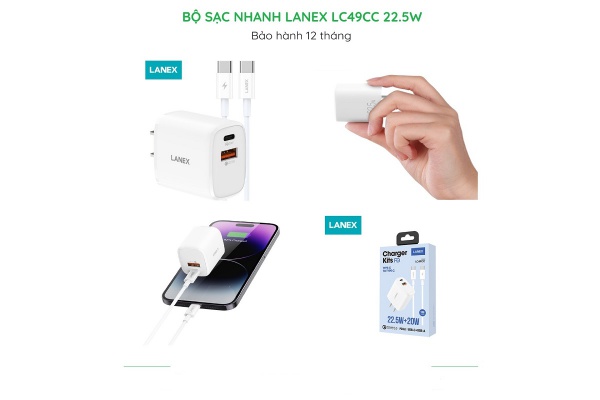 BỘ SẠC NHANH LANEX LC49CC 22.5W
Bảo hành 12 tháng
LANEX
LANEX
LANEX
LANEX
LANEX
Charger
Kits
22.5W+20W